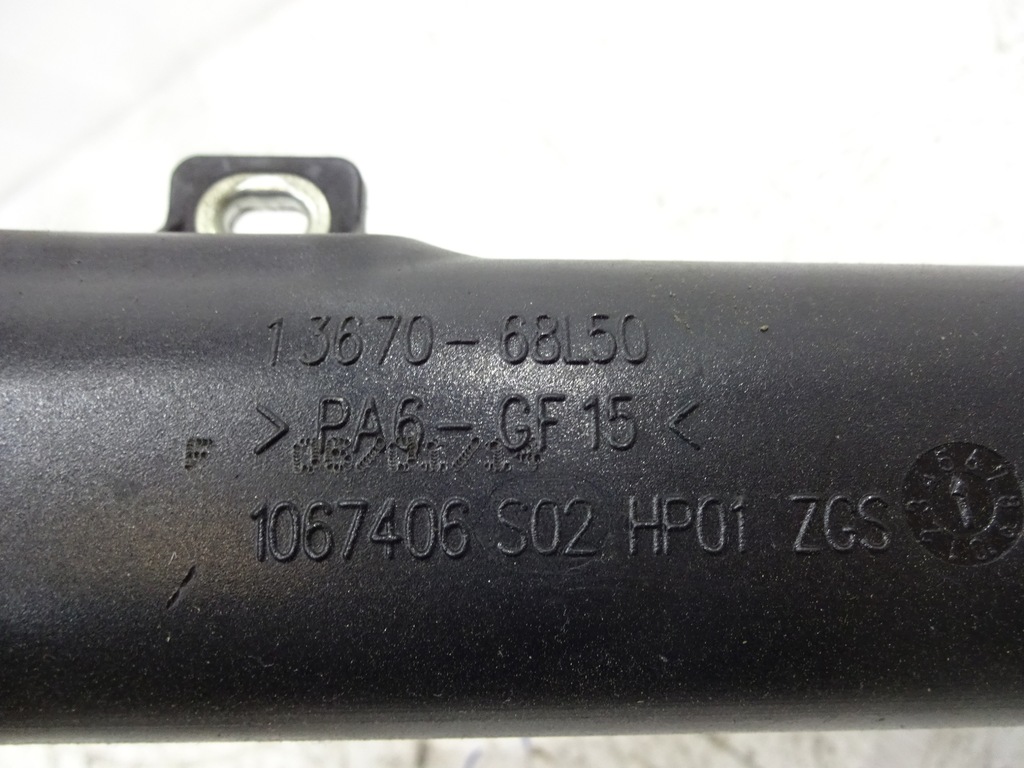 13670-68L50
>PA6-GF15<
F
1067406 S02 HP01 ZGS